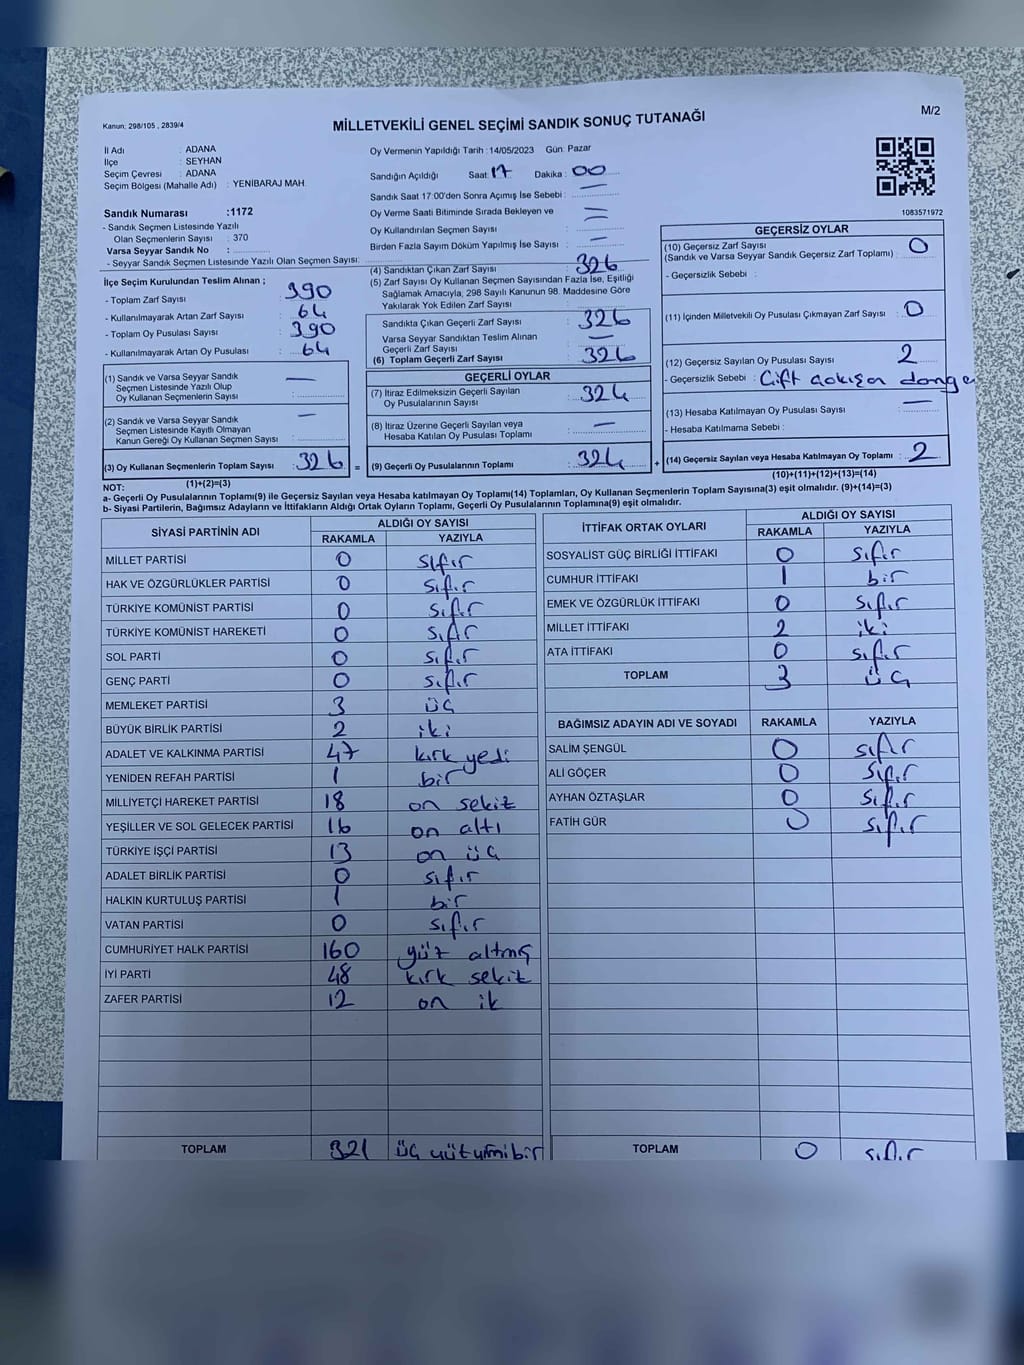 Kanun: 298/105 , 2839/4
MİLLETVEKİLİ GENEL SEÇİMİ SANDIK SONUÇ TUTANAĞI
M/2
İl Adı : ADANA
İlçe : SEYHAN
Seçim Çevresi : ADANA
Seçim Bölgesi (Mahalle Adı) : YENİBARAJ MAH.
Sandık Numarası :1172
- Sandık Seçmen Listesinde Yazılı
Olan Seçmenlerin Sayısı : 370
Varsa Seyyar Sandık No :
- Seyyar Sandık Seçmen Listesinde Yazılı Olan Seçmen Sayısı:
Oy Vermenin Yapıldığı Tarih :14/05/2023 Gün: Pazar
Sandığın Açıldığı Saat: 17 Dakika : 00
Sandık Saat 17:00'den Sonra Açımış İse Sebebi : —
Oy Verme Saati Bitiminde Sırada Bekleyen ve —
Oy Kullandırılan Seçmen Sayısı : —
Birden Fazla Sayım Döküm Yapılmış İse Sayısı : —
1083571972
İlçe Seçim Kurulundan Teslim Alınan ;
- Toplam Zarf Sayısı : 390
- Kullanılmayarak Artan Zarf Sayısı : 64
- Toplam Oy Pusulası Sayısı : 390
- Kullanılmayarak Artan Oy Pusulası : 64
(4) Sandıktan Çıkan Zarf Sayısı : 326
(5) Zarf Sayısı Oy Kullanan Seçmen Sayısından Fazla İse, Eşitliği
Sağlamak Amacıyla, 298 Sayılı Kanunun 98. Maddesine Göre
Yakılarak Yok Edilen Zarf Sayısı :
Sandıkta Çıkan Geçerli Zarf Sayısı : 326
Varsa Seyyar Sandıktan Teslim Alınan
Geçerli Zarf Sayısı : —
(6) Toplam Geçerli Zarf Sayısı : 326
GEÇERSİZ OYLAR
(10) Geçersiz Zarf Sayısı
(Sandık ve Varsa Seyyar Sandık Geçersiz Zarf Toplamı) : 0
- Geçersizlik Sebebi :
(11) İçinden Milletvekili Oy Pusulası Çıkmayan Zarf Sayısı : 0
(12) Geçersiz Sayılan Oy Pusulası Sayısı : 2
- Geçersizlik Sebebi : Çift
(13) Hesaba Katılmayan Oy Pusulası Sayısı : —
- Hesaba Katılmama Sebebi :
(14) Geçersiz Sayılan veya Hesaba Katılmayan Oy Toplamı : 2
(10)+(11)+(12)+(13)=(14)
(1) Sandık ve Varsa Seyyar Sandık
Seçmen Listesinde Yazılı Olup
Oy Kullanan Seçmenlerin Sayısı : —
(2) Sandık ve Varsa Seyyar Sandık
Seçmen Listesinde Kayıtlı Olmayan
Kanun Gereği Oy Kullanan Seçmen Sayısı : —
(3) Oy Kullanan Seçmenlerin Toplam Sayısı :326 =
(1)+(2)=(3)
GEÇERLİ OYLAR
(7) İtiraz Edilmeksizin Geçerli Sayılan
Oy Pusulalarının Sayısı : 324
(8) İtiraz Üzerine Geçerli Sayılan veya
Hesaba Katılan Oy Pusulası Toplamı : —
(9) Geçerli Oy Pusulalarının Toplamı : 324 +
NOT:
a- Geçerli Oy Pusulalarının Toplamı(9) ile Geçersiz Sayılan veya Hesaba katılmayan Oy Toplamı(14) Toplamları, Oy Kullanan Seçmenlerin Toplam Sayısına(3) eşit olmalıdır. (9)+(14)=(3)
b- Siyasi Partilerin, Bağımsız Adayların ve İttifakların Aldığı Ortak Oyların Toplamı, Geçerli Oy Pusulalarının Toplamına(9) eşit olmalıdır.
SİYASİ PARTİNİN ADI ALDIĞI OY SAYISI
RAKAMLA YAZIYLA
MİLLET PARTİSİ 0 sıfır
HAK VE ÖZGÜRLÜKLER PARTİSİ 0 sıfır
TÜRKİYE KOMÜNİST PARTİSİ 0 sıfır
TÜRKİYE KOMÜNİST HAREKETİ 0 sıfır
SOL PARTİ 0 sıfır
GENÇ PARTİ 0 sıfır
MEMLEKET PARTİSİ 3 üç
BÜYÜK BİRLİK PARTİSİ 2 iki
ADALET VE KALKINMA PARTİSİ 47 kırk yedi
YENİDEN REFAH PARTİSİ 1 bir
MİLLİYETÇİ HAREKET PARTİSİ 18 on sekiz
YEŞİLLER VE SOL GELECEK PARTİSİ 16 on altı
TÜRKİYE İŞÇİ PARTİSİ 13 on üç
ADALET BİRLİK PARTİSİ 0 sıfır
HALKIN KURTULUŞ PARTİSİ 1 bir
VATAN PARTİSİ 0 sıfır
CUMHURİYET HALK PARTİSİ 160 yüz altmış
İYİ PARTİ 48 kırk sekiz
ZAFER PARTİSİ 12 on ik
TOPLAM 321 üç yüzyirmibir
İTTİFAK ORTAK OYLARI ALDIĞI OY SAYISI
RAKAMLA YAZIYLA
SOSYALİST GÜÇ BİRLİĞİ İTTİFAKI 0 sıfır
CUMHUR İTTİFAKI 1 bir
EMEK VE ÖZGÜRLÜK İTTİFAKI 0 sıfır
MİLLET İTTİFAKI 2 iki
ATA İTTİFAKI 0 sıfır
TOPLAM 3 üç
BAĞIMSIZ ADAYIN ADI VE SOYADI RAKAMLA YAZIYLA
SALİM ŞENGÜL 0 sıfır
ALİ GÖÇER 0 sıfır
AYHAN ÖZTAŞLAR 0 sıfır
FATİH GÜR 0 sıfır
TOPLAM 0 sıfır